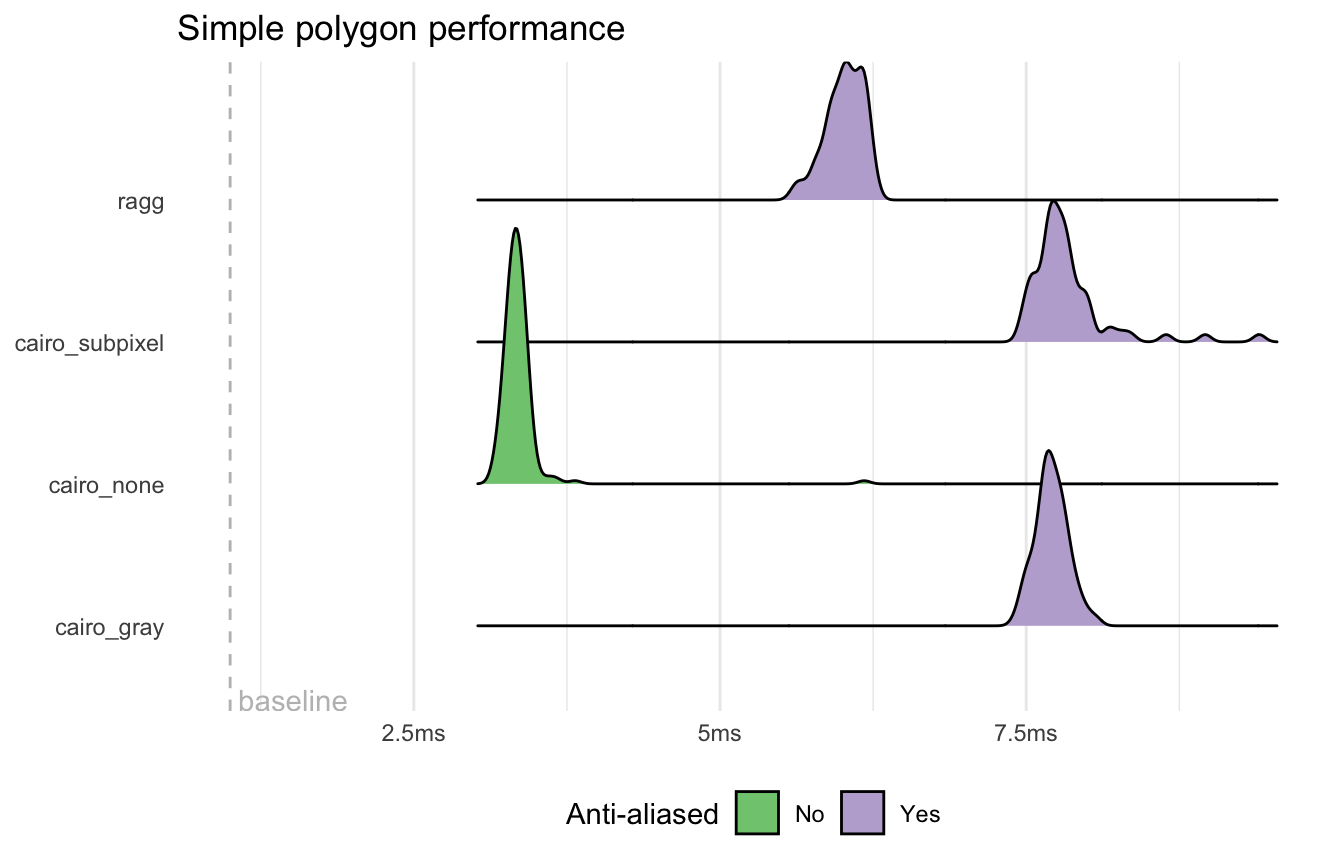 Simple polygon performance
ragg
cairo_subpixel
cairo_none
cairo_gray
baseline
2.5ms 5ms 7.5ms
Anti-aliased No Yes